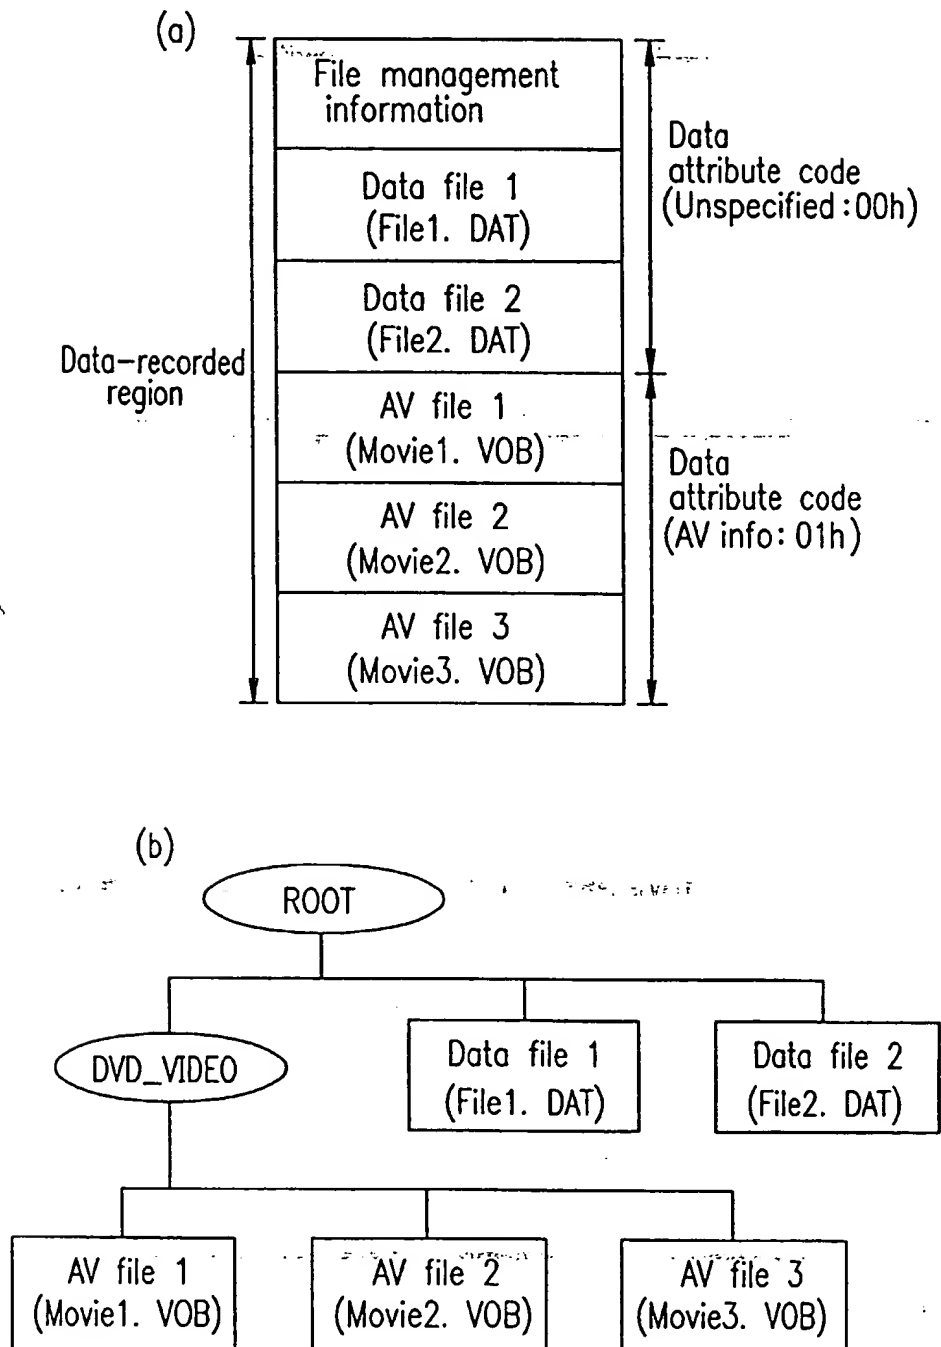 (a)
File management
information
Data file 1
(File1. DAT)
Data file 2
(File2. DAT)
AV file 1
(Movie1. VOB)
AV file 2
(Movie2. VOB)
AV file 3
(Movie3. VOB)
Data-recorded
region
Data
attribute code
(Unspecified:00h)
Data
attribute code
(AV info:01h)
(b)
ROOT
DVD_VIDEO
Data file 1
(File1. DAT)
Data file 2
(File2. DAT)
AV file 1
(Movie1. VOB)
AV file 2
(Movie2. VOB)
AV file 3
(Movie3. VOB)